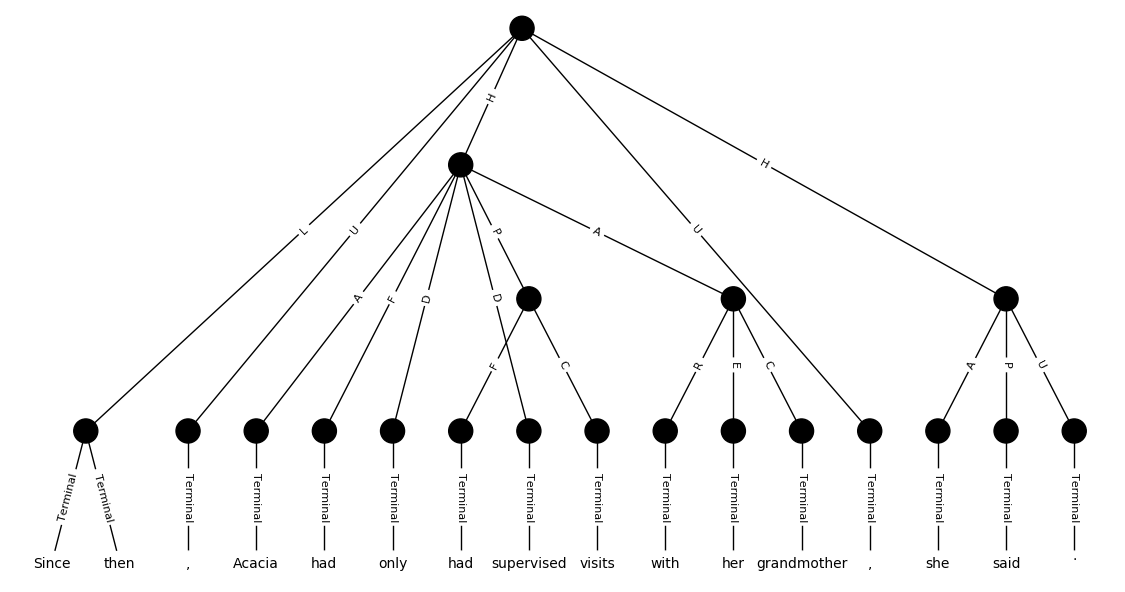 H
H
L U U
P A
A F D D
F C R E C A P U
Terminal Terminal Terminal Terminal Terminal Terminal Terminal Terminal Terminal Terminal Terminal Terminal Terminal Terminal Terminal Terminal
Since then , Acacia had only had supervised visits with her grandmother , she said .